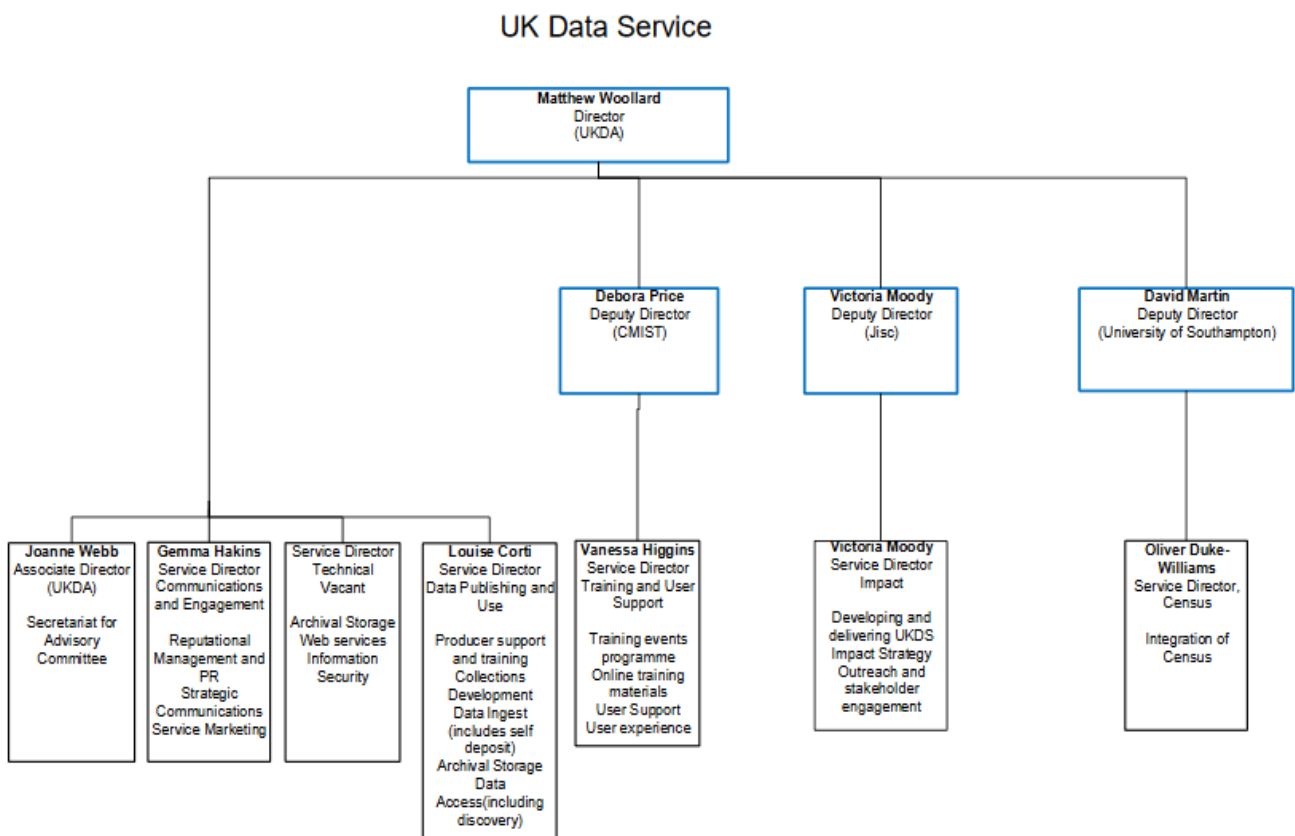 UK Data Service
Matthew Woollard
Director
(UKDA)
Debora Price
Deputy Director
(CMIST)
Victoria Moody
Deputy Director
(Jisc)
David Martin
Deputy Director
(University of Southampton)
Joanne Webb
Associate Director
(UKDA)
Secretariat for
Advisory
Committee
Gemma Hakins
Service Director
Communications
and Engagement
Reputational
Management and
PR
Strategic
Communications
Service Marketing
Service Director
Technical
Vacant
Archival Storage
Web services
Information
Security
Louise Corti
Service Director
Data Publishing and
Use
Producer support
and training
Collections
Development
Data Ingest
(includes self
deposit)
Archival Storage
Data
Access(including
discovery)
Vanessa Higgins
Service Director
Training and User
Support
Training events
programme
Online training
materials
User Support
User experience
Victoria Moody
Service Director
Impact
Developing and
delivering UKDS
Impact Strategy
Outreach and
stakeholder
engagement
Oliver Duke-
Williams
Service Director,
Census
Integration of
Census